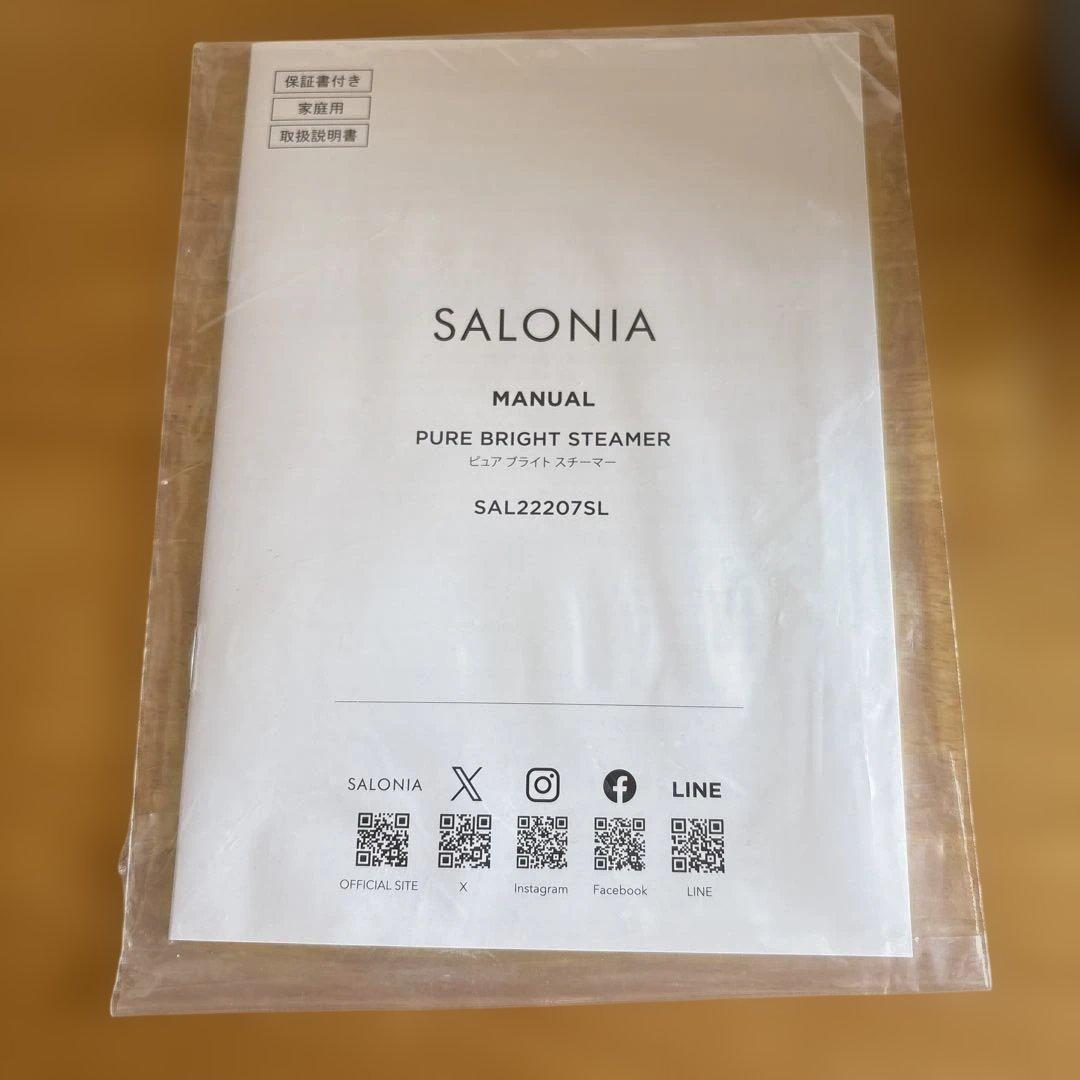 保証書付き
家庭用
取扱説明書
SALONIA
MANUAL
PURE BRIGHT STEAMER
ピュア ブライト スチーマー
SAL22207SL
SALONIA
LINE
OFFICIAL SITE
X
Instagram
Facebook
LINE